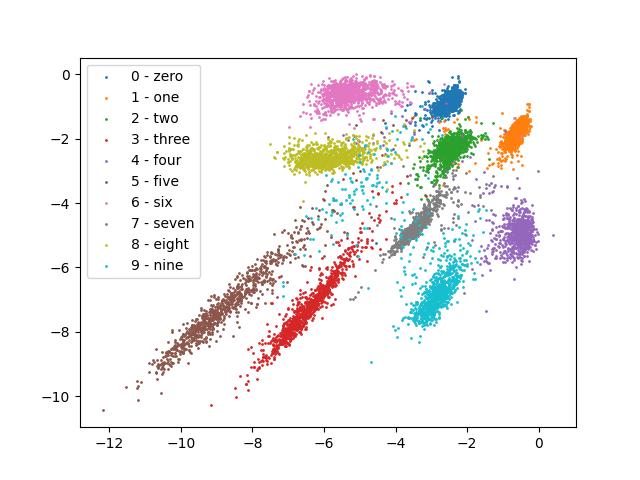 0 - zero
1 - one
2 - two
3 - three
4 - four
5 - five
6 - six
7 - seven
8 - eight
9 - nine
0
−2
−4
−6
−8
−10
−12
−10
−8
−6
−4
−2
0